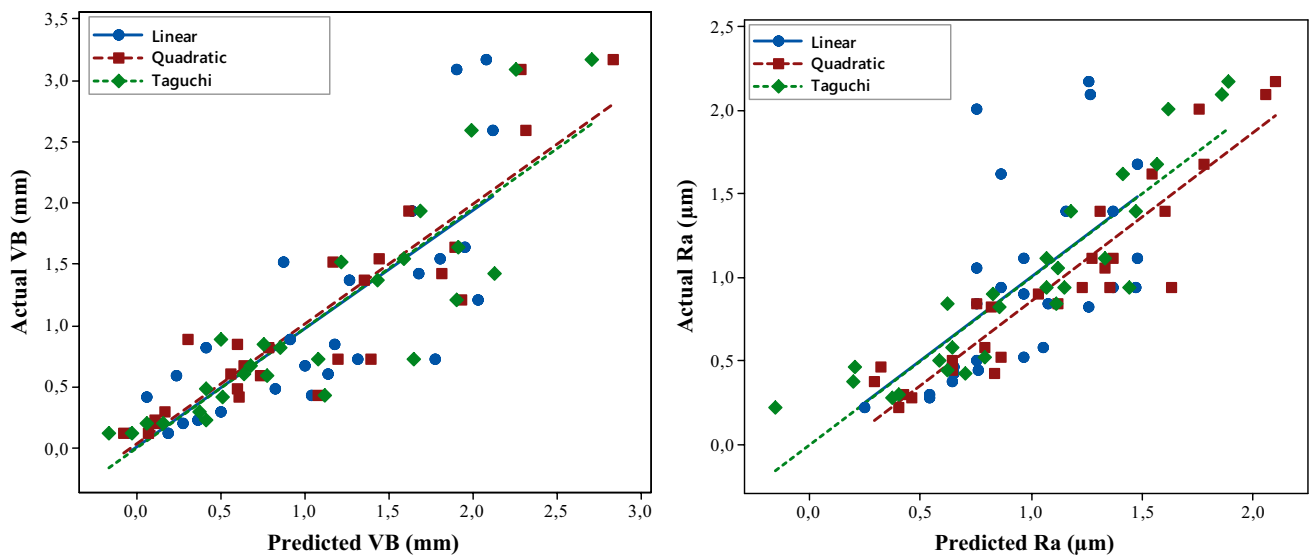 3,5
3,0
2,5
2,0
1,5
1,0
0,5
0,0
Actual VB (mm)
Linear
Quadratic
Taguchi
0,0 0,5 1,0 1,5 2,0 2,5 3,0
Predicted VB (mm)
2,5
2,0
1,5
1,0
0,5
0,0
Actual Ra (µm)
Linear
Quadratic
Taguchi
0,0 0,5 1,0 1,5 2,0
Predicted Ra (µm)